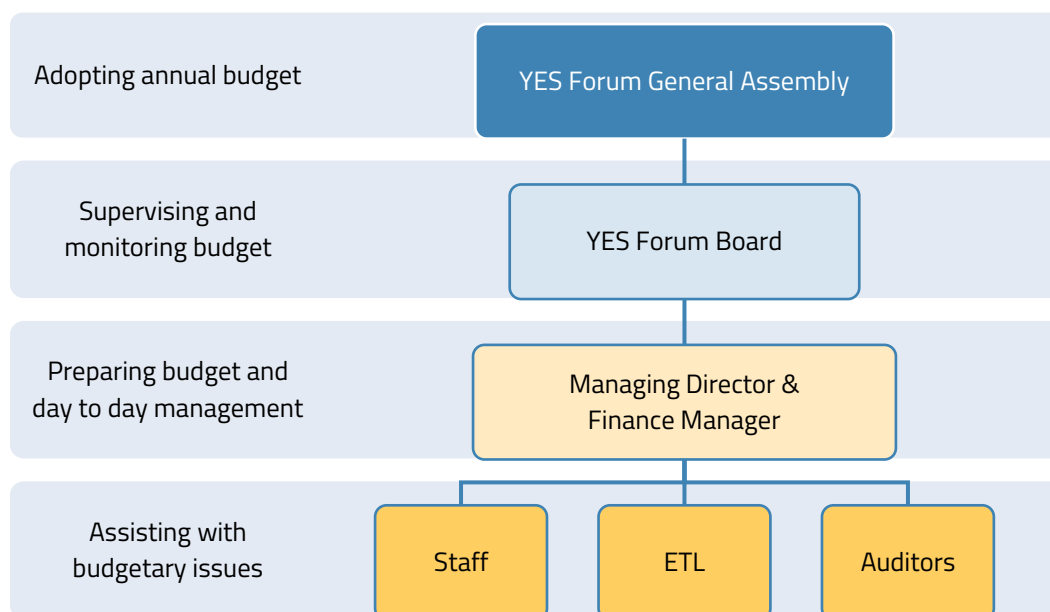 Adopting annual budget
YES Forum General Assembly
Supervising and
monitoring budget
YES Forum Board
Preparing budget and
day to day management
Managing Director &
Finance Manager
Assisting with
budgetary issues
Staff
ETL
Auditors